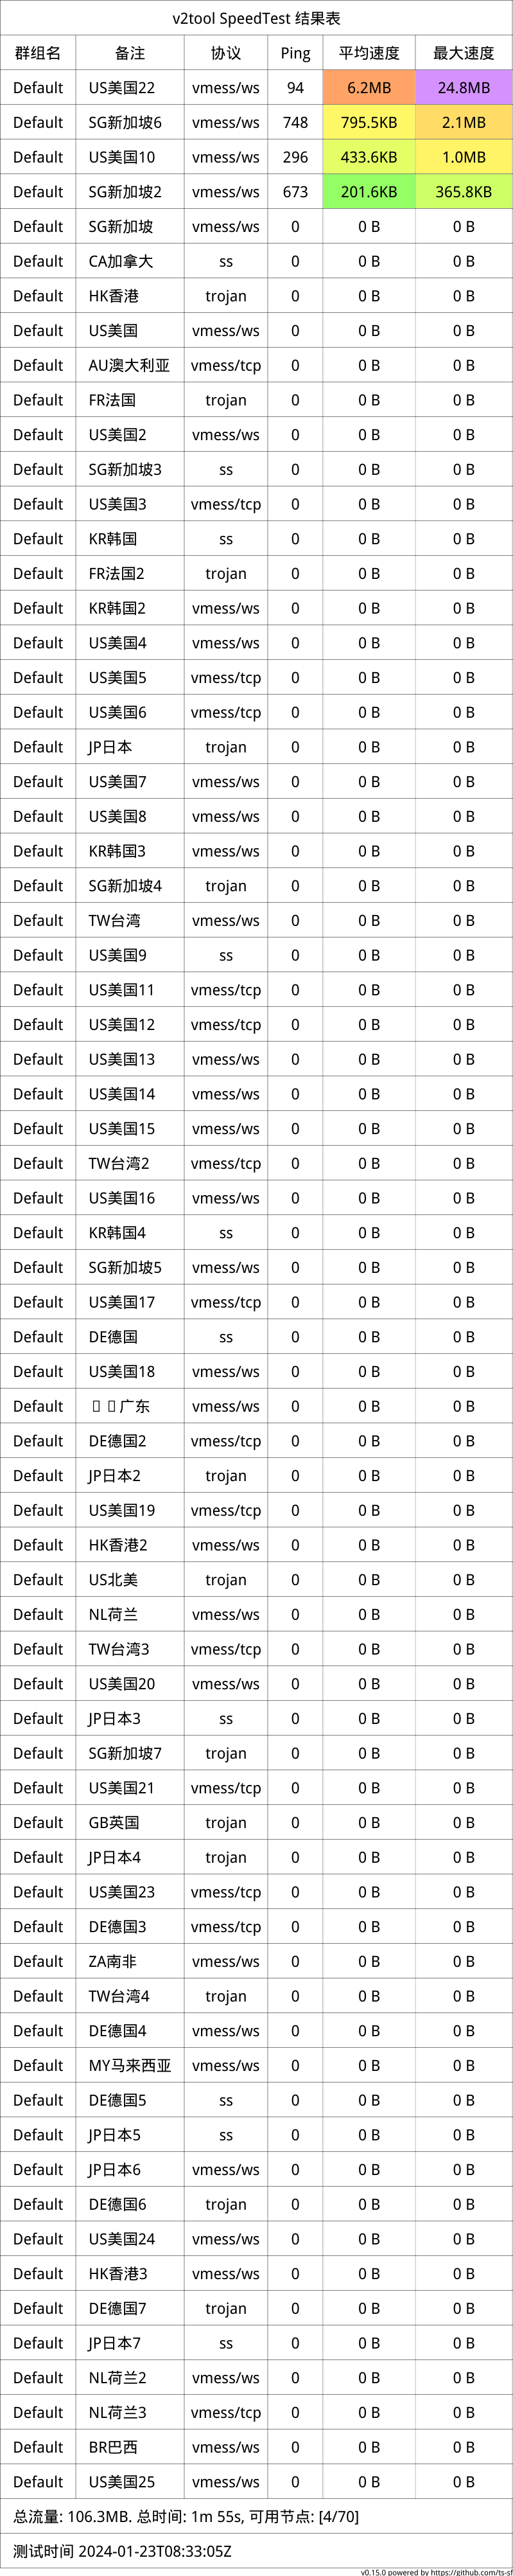 v2tool SpeedTest 结果表
群组名 备注 协议 Ping 平均速度 最大速度
Default US美国22 vmess/ws 94 6.2MB 24.8MB
Default SG新加坡6 vmess/ws 748 795.5KB 2.1MB
Default US美国10 vmess/ws 296 433.6KB 1.0MB
Default SG新加坡2 vmess/ws 673 201.6KB 365.8KB
Default SG新加坡 vmess/ws 0 0 B 0 B
Default CA加拿大 ss 0 0 B 0 B
Default HK香港 trojan 0 0 B 0 B
Default US美国 vmess/ws 0 0 B 0 B
Default AU澳大利亚 vmess/tcp 0 0 B 0 B
Default FR法国 trojan 0 0 B 0 B
Default US美国2 vmess/ws 0 0 B 0 B
Default SG新加坡3 ss 0 0 B 0 B
Default US美国3 vmess/tcp 0 0 B 0 B
Default KR韩国 ss 0 0 B 0 B
Default FR法国2 trojan 0 0 B 0 B
Default KR韩国2 vmess/ws 0 0 B 0 B
Default US美国4 vmess/ws 0 0 B 0 B
Default US美国5 vmess/tcp 0 0 B 0 B
Default US美国6 vmess/tcp 0 0 B 0 B
Default JP日本 trojan 0 0 B 0 B
Default US美国7 vmess/ws 0 0 B 0 B
Default US美国8 vmess/ws 0 0 B 0 B
Default KR韩国3 vmess/ws 0 0 B 0 B
Default SG新加坡4 trojan 0 0 B 0 B
Default TW台湾 vmess/ws 0 0 B 0 B
Default US美国9 ss 0 0 B 0 B
Default US美国11 vmess/tcp 0 0 B 0 B
Default US美国12 vmess/tcp 0 0 B 0 B
Default US美国13 vmess/ws 0 0 B 0 B
Default US美国14 vmess/ws 0 0 B 0 B
Default US美国15 vmess/ws 0 0 B 0 B
Default TW台湾2 vmess/tcp 0 0 B 0 B
Default US美国16 vmess/ws 0 0 B 0 B
Default KR韩国4 ss 0 0 B 0 B
Default SG新加坡5 vmess/ws 0 0 B 0 B
Default US美国17 vmess/tcp 0 0 B 0 B
Default DE德国 ss 0 0 B 0 B
Default US美国18 vmess/ws 0 0 B 0 B
Default 广东 vmess/ws 0 0 B 0 B
Default DE德国2 vmess/tcp 0 0 B 0 B
Default JP日本2 trojan 0 0 B 0 B
Default US美国19 vmess/tcp 0 0 B 0 B
Default HK香港2 vmess/ws 0 0 B 0 B
Default US北美 trojan 0 0 B 0 B
Default NL荷兰 vmess/ws 0 0 B 0 B
Default TW台湾3 vmess/tcp 0 0 B 0 B
Default US美国20 vmess/ws 0 0 B 0 B
Default JP日本3 ss 0 0 B 0 B
Default SG新加坡7 trojan 0 0 B 0 B
Default US美国21 vmess/tcp 0 0 B 0 B
Default GB英国 trojan 0 0 B 0 B
Default JP日本4 trojan 0 0 B 0 B
Default US美国23 vmess/tcp 0 0 B 0 B
Default DE德国3 vmess/tcp 0 0 B 0 B
Default ZA南非 vmess/ws 0 0 B 0 B
Default TW台湾4 trojan 0 0 B 0 B
Default DE德国4 vmess/ws 0 0 B 0 B
Default MY马来西亚 vmess/ws 0 0 B 0 B
Default DE德国5 ss 0 0 B 0 B
Default JP日本5 ss 0 0 B 0 B
Default JP日本6 vmess/ws 0 0 B 0 B
Default DE德国6 trojan 0 0 B 0 B
Default US美国24 vmess/ws 0 0 B 0 B
Default HK香港3 vmess/ws 0 0 B 0 B
Default DE德国7 trojan 0 0 B 0 B
Default JP日本7 ss 0 0 B 0 B
Default NL荷兰2 vmess/ws 0 0 B 0 B
Default NL荷兰3 vmess/tcp 0 0 B 0 B
Default BR巴西 vmess/ws 0 0 B 0 B
Default US美国25 vmess/ws 0 0 B 0 B
总流量: 106.3MB. 总时间: 1m 55s, 可用节点: [4/70]
测试时间 2024-01-23T08:33:05Z
v0.15.0 powered by https://github.com/ts-sf